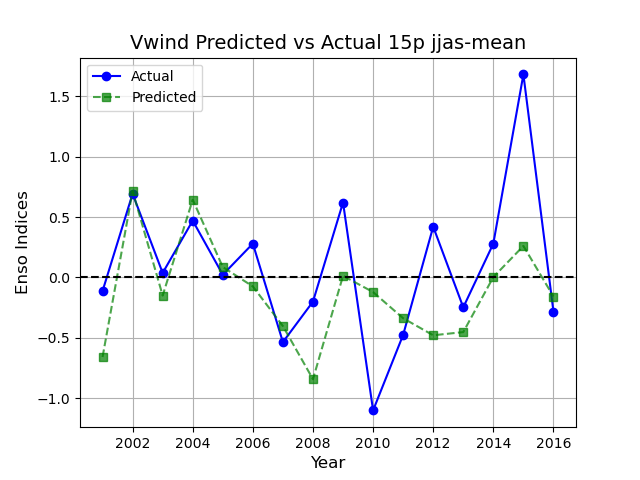 Vwind Predicted vs Actual 15p jjas-mean
Actual
Predicted
Enso Indices
1.5
1.0
0.5
0.0
−0.5
−1.0
2002 2004 2006 2008 2010 2012 2014 2016
Year